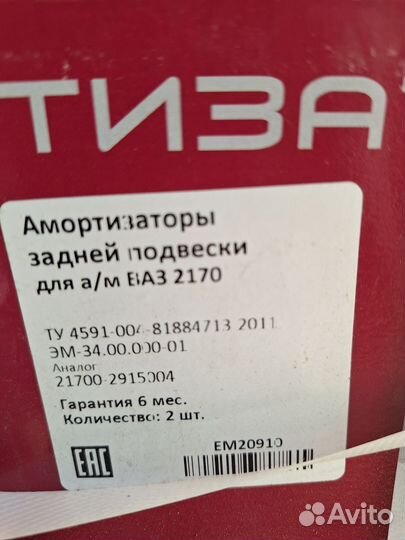 ТИЗА
Амортизаторы
задней подвески
для а/м ВАЗ 2170
ТУ 4591-004-81884713-2011
ЭМ-34.00.000-01
Аналог
21700-2915004
Гарантия 6 мес.
Количество: 2 шт.
EAC
EM20910
Avito